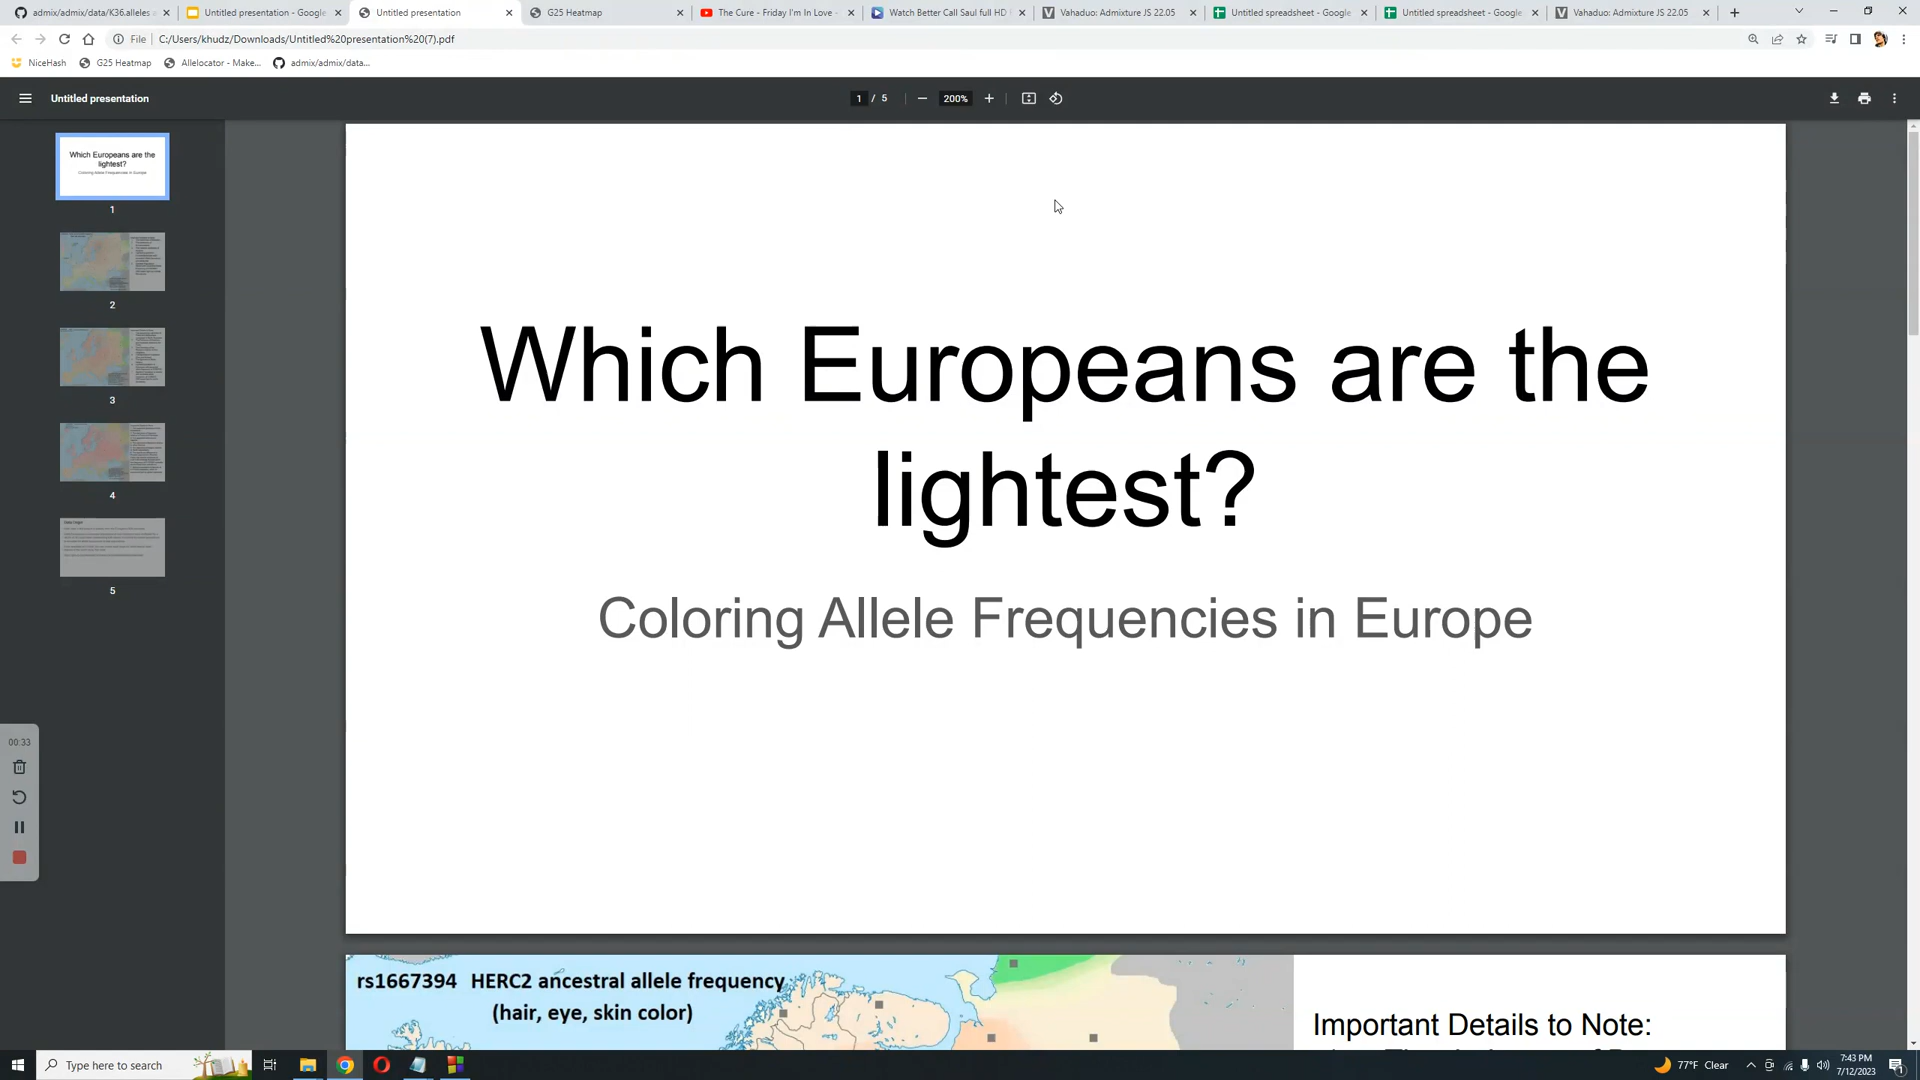 admix/admix/data/K36.alleles a
Untitled presentation - Google
Untitled presentation
G25 Heatmap
The Cure - Friday I'm In Love -
Watch Better Call Saul full HD
Vahaduo: Admixture JS 22.05
Untitled spreadsheet - Google
Untitled spreadsheet - Google
Vahaduo: Admixture JS 22.05
File C:/Users/khudz/Downloads/Untitled%20presentation%20(7).pdf
NiceHash
G25 Heatmap
Allelocator - Make...
admix/admix/data...
Untitled presentation
1 / 5
200%
Which Europeans are the
lightest?
Coloring Allele Frequencies in Europe
1
2
3
4
5
00:33
Which Europeans are the
lightest?
Coloring Allele Frequencies in Europe
rs1667394 HERC2 ancestral allele frequency
(hair, eye, skin color)
Important Details to Note:
Type here to search
77°F Clear
7:43 PM
7/12/2023